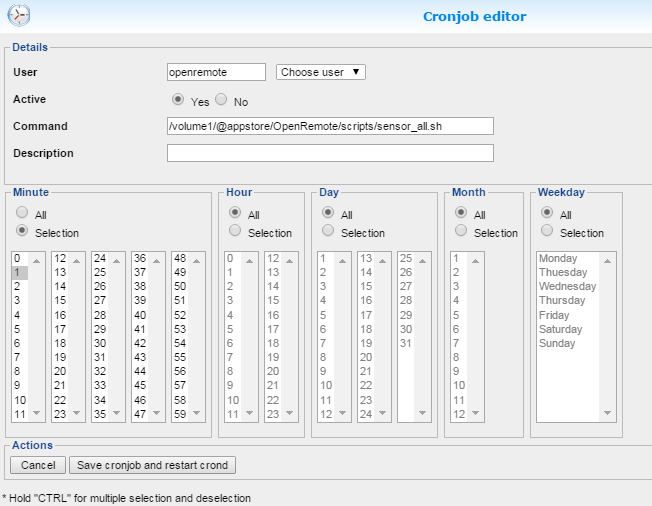 Cronjob editor
Details
User openremote Choose user
Active Yes No
Command /volume1/@appstore/OpenRemote/scripts/sensor_all.sh
Description
Minute Hour Day Month Weekday
All All All All All
Selection Selection Selection Selection Selection
0 12 24 36 48 0 12 1 13 25 1 Monday
1 13 25 37 49 1 13 2 14 26 2 Thuesday
2 14 26 38 50 2 14 3 15 27 3 Wednesday
3 15 27 39 51 3 15 4 16 28 4 Thursday
4 16 28 40 52 4 16 5 17 29 5 Friday
5 17 29 41 53 5 17 6 18 30 6 Saturday
6 18 30 42 54 6 18 7 19 31 7 Sunday
7 19 31 43 55 7 19 8 20 8
8 20 32 44 56 8 20 9 21 9
9 21 33 45 57 9 21 10 22 10
10 22 34 46 58 10 22 11 23 11
11 23 35 47 59 11 23 12 24 12
Actions
Cancel Save cronjob and restart crond
* Hold "CTRL" for multiple selection and deselection